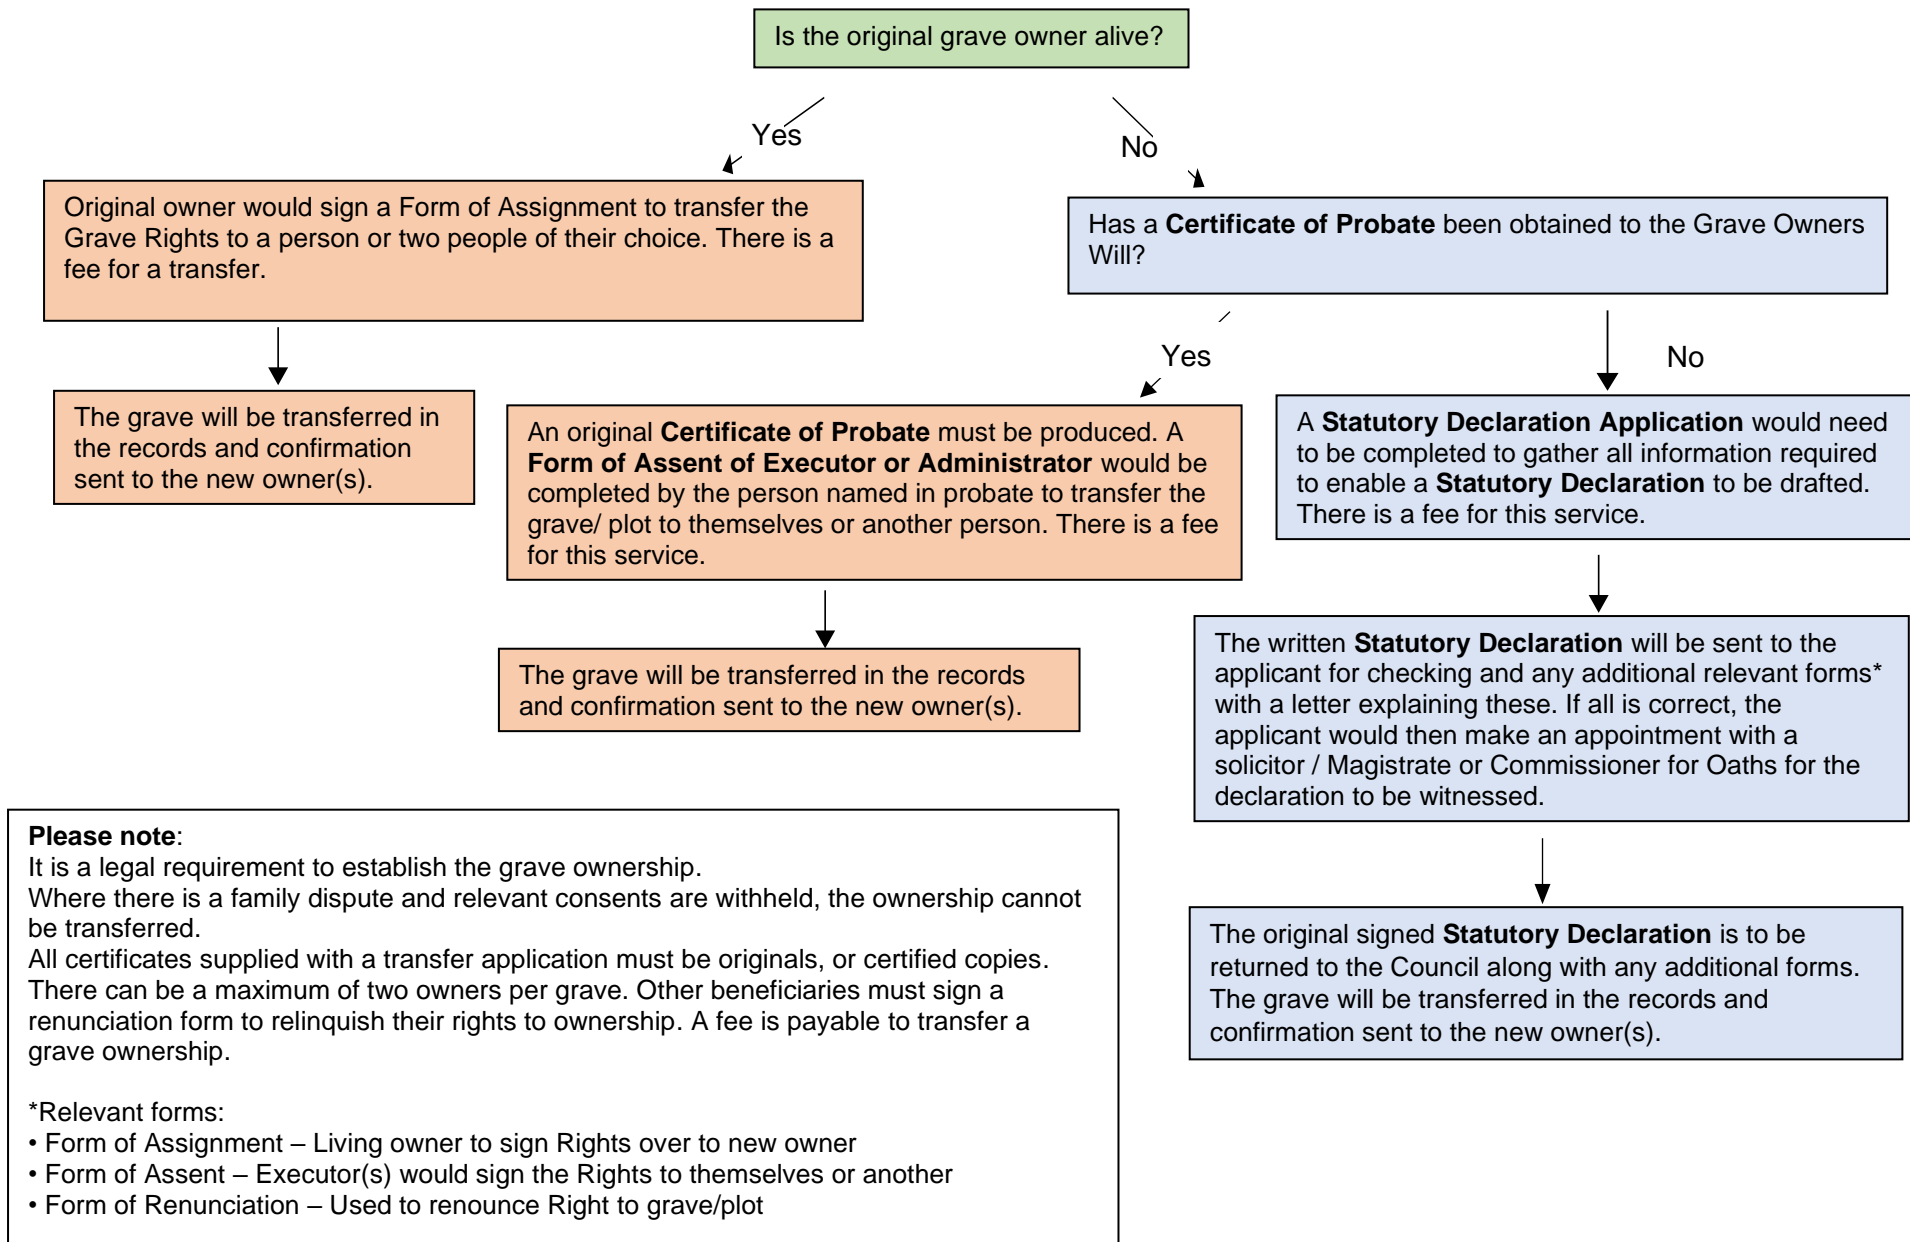 Is the original grave owner alive?
Yes
No
Original owner would sign a Form of Assignment to transfer the
Grave Rights to a person or two people of their choice. There is a
fee for a transfer.
Has a Certificate of Probate been obtained to the Grave Owners
Will?
The grave will be transferred in
the records and confirmation
sent to the new owner(s).
Yes
No
An original Certificate of Probate must be produced. A
Form of Assent of Executor or Administrator would be
completed by the person named in probate to transfer the
grave/ plot to themselves or another person. There is a fee
for this service.
A Statutory Declaration Application would need
to be completed to gather all information required
to enable a Statutory Declaration to be drafted.
There is a fee for this service.
The grave will be transferred in the records
and confirmation sent to the new owner(s).
The written Statutory Declaration will be sent to the
applicant for checking and any additional relevant forms*
with a letter explaining these. If all is correct, the
applicant would then make an appointment with a
solicitor / Magistrate or Commissioner for Oaths for the
declaration to be witnessed.
The original signed Statutory Declaration is to be
returned to the Council along with any additional forms.
The grave will be transferred in the records and
confirmation sent to the new owner(s).
Please note:
It is a legal requirement to establish the grave ownership.
Where there is a family dispute and relevant consents are withheld, the ownership cannot
be transferred.
All certificates supplied with a transfer application must be originals, or certified copies.
There can be a maximum of two owners per grave. Other beneficiaries must sign a
renunciation form to relinquish their rights to ownership. A fee is payable to transfer a
grave ownership.
*Relevant forms:
• Form of Assignment – Living owner to sign Rights over to new owner
• Form of Assent – Executor(s) would sign the Rights to themselves or another
• Form of Renunciation – Used to renounce Right to grave/plot